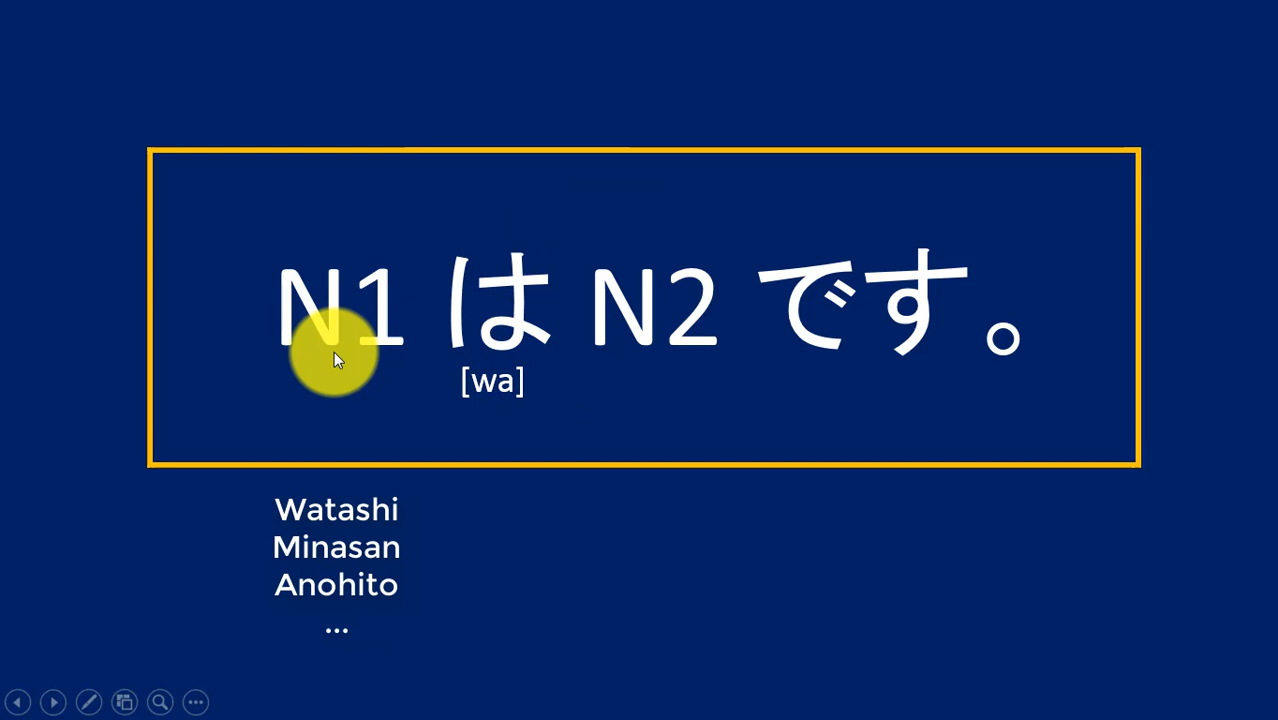 N1 は N2 です。
[wa]
Watashi
Minasan
Anohito
...